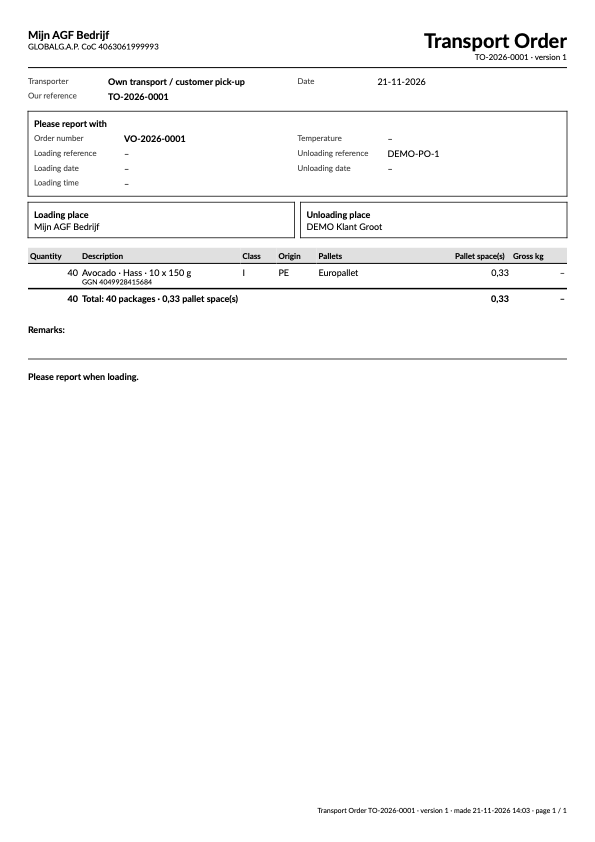 Mijn AGF Bedrijf
GLOBALG.A.P. CoC 4063061999993
Transport Order
TO-2026-0001 · version 1
Transporter Own transport / customer pick-up Date 21-11-2026
Our reference TO-2026-0001
Please report with
Order number VO-2026-0001 Temperature –
Loading reference – Unloading reference DEMO-PO-1
Loading date – Unloading date –
Loading time –
Loading place Unloading place
Mijn AGF Bedrijf DEMO Klant Groot
Quantity Description Class Origin Pallets Pallet space(s) Gross kg
40 Avocado · Hass · 10 x 150 g I PE Europallet 0,33 –
GGN 4049928415684
40 Total: 40 packages · 0,33 pallet space(s) 0,33 –
Remarks:
Please report when loading.
Transport Order TO-2026-0001 · version 1 · made 21-11-2026 14:03 · page 1 / 1